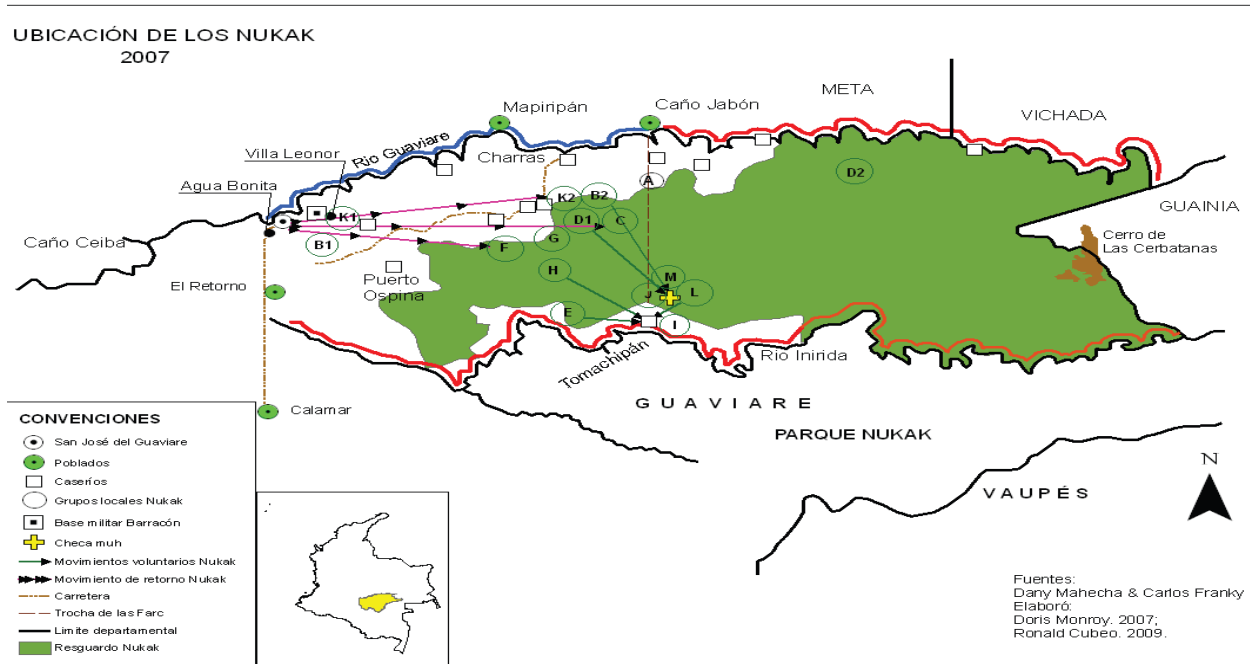 UBICACIÓN DE LOS NUKAK
2007
Mapiripán
Caño Jabón
META
VICHADA
Río Guaviare
Villa Leonor
Charras
Agua Bonita
A
D2
K1
K2
B2
D1
C
GUAINIA
Caño Ceiba
B1
F
G
Cerro de
Las Cerbatanas
H
M
El Retorno
Puerto
Ospina
J
L
E
I
Tomachipán
Río Inirida
GUAVIARE
Calamar
PARQUE NUKAK
VAUPÉS
N
CONVENCIONES
San José del Guaviare
Poblados
Caseríos
Grupos locales Nukak
Base militar Barracón
Checa muh
Movimientos voluntarios Nukak
Movimiento de retorno Nukak
Carretera
Trocha de las Farc
Limite departamental
Resguardo Nukak
Fuentes:
Dany Mahecha & Carlos Franky
Elaboró:
Doris Monroy. 2007;
Ronald Cubeo. 2009.